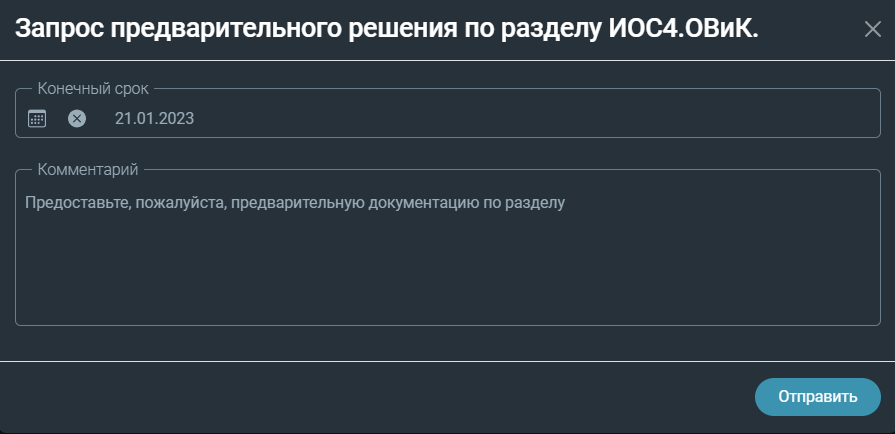 Запрос предварительного решения по разделу ИОС4.ОВиК.
Конечный срок
21.01.2023
Комментарий
Предоставьте, пожалуйста, предварительную документацию по разделу
Отправить